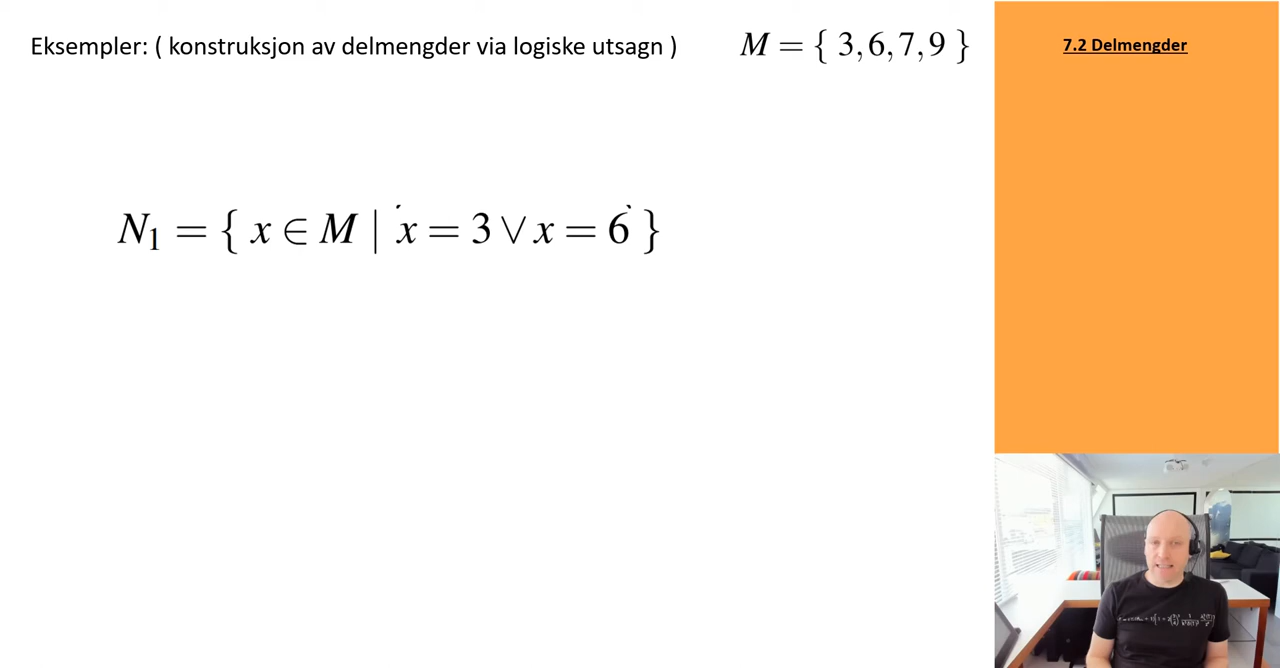 Eksempler: ( konstruksjon av delmengder via logiske utsagn ) M = { 3,6,7,9 }
7.2 Delmengder
N₁ = { x ∈ M | x = 3 ∨ x = 6 }